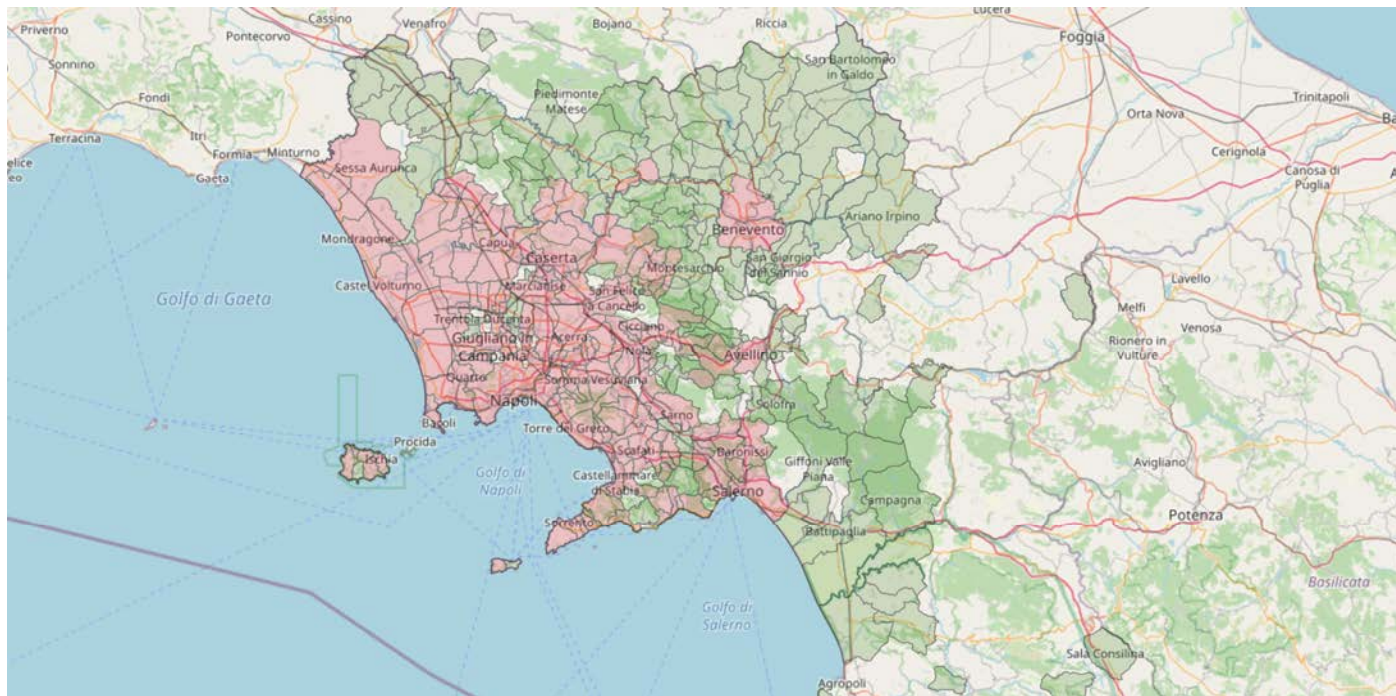 Priverno
Cassino
Venafro
Bojano
Riccia
Lucera
Pontecorvo
Foggia
Sonnino
San Bartolomeo
in Galdo
Piedimonte
Matese
Fondi
Trinitapoli
Orta Nova
Terracina
Itri
Formia
Minturno
Cerignola
Sessa Aurunca
Canosa di
Puglia
Gaeta
Ariano Irpino
Mondragone
Capua
Benevento
Caserta
Montesarchio
San Giorgio
del Sannio
Castel Volturno
Marcianise
San Felice
a Cancello
Lavello
Golfo di Gaeta
Melfi
Trentola Ducenta
Cicciano
Venosa
Giugliano in
Campania
Acerra
Nola
Avellino
Rionero in
Vulture
Quarto
Somma Vesuviana
Napoli
Solofra
Bacoli
Sarno
Torre del Greco
Procida
Ischia
Scafati
Baronissi
Giffoni Valle
Piana
Avigliano
Golfo di
Napoli
Castellammare
di Stabia
Salerno
Campagna
Potenza
Sorrento
Battipaglia
Basilicata
Golfo di
Salerno
Sala Consilina
Agropoli